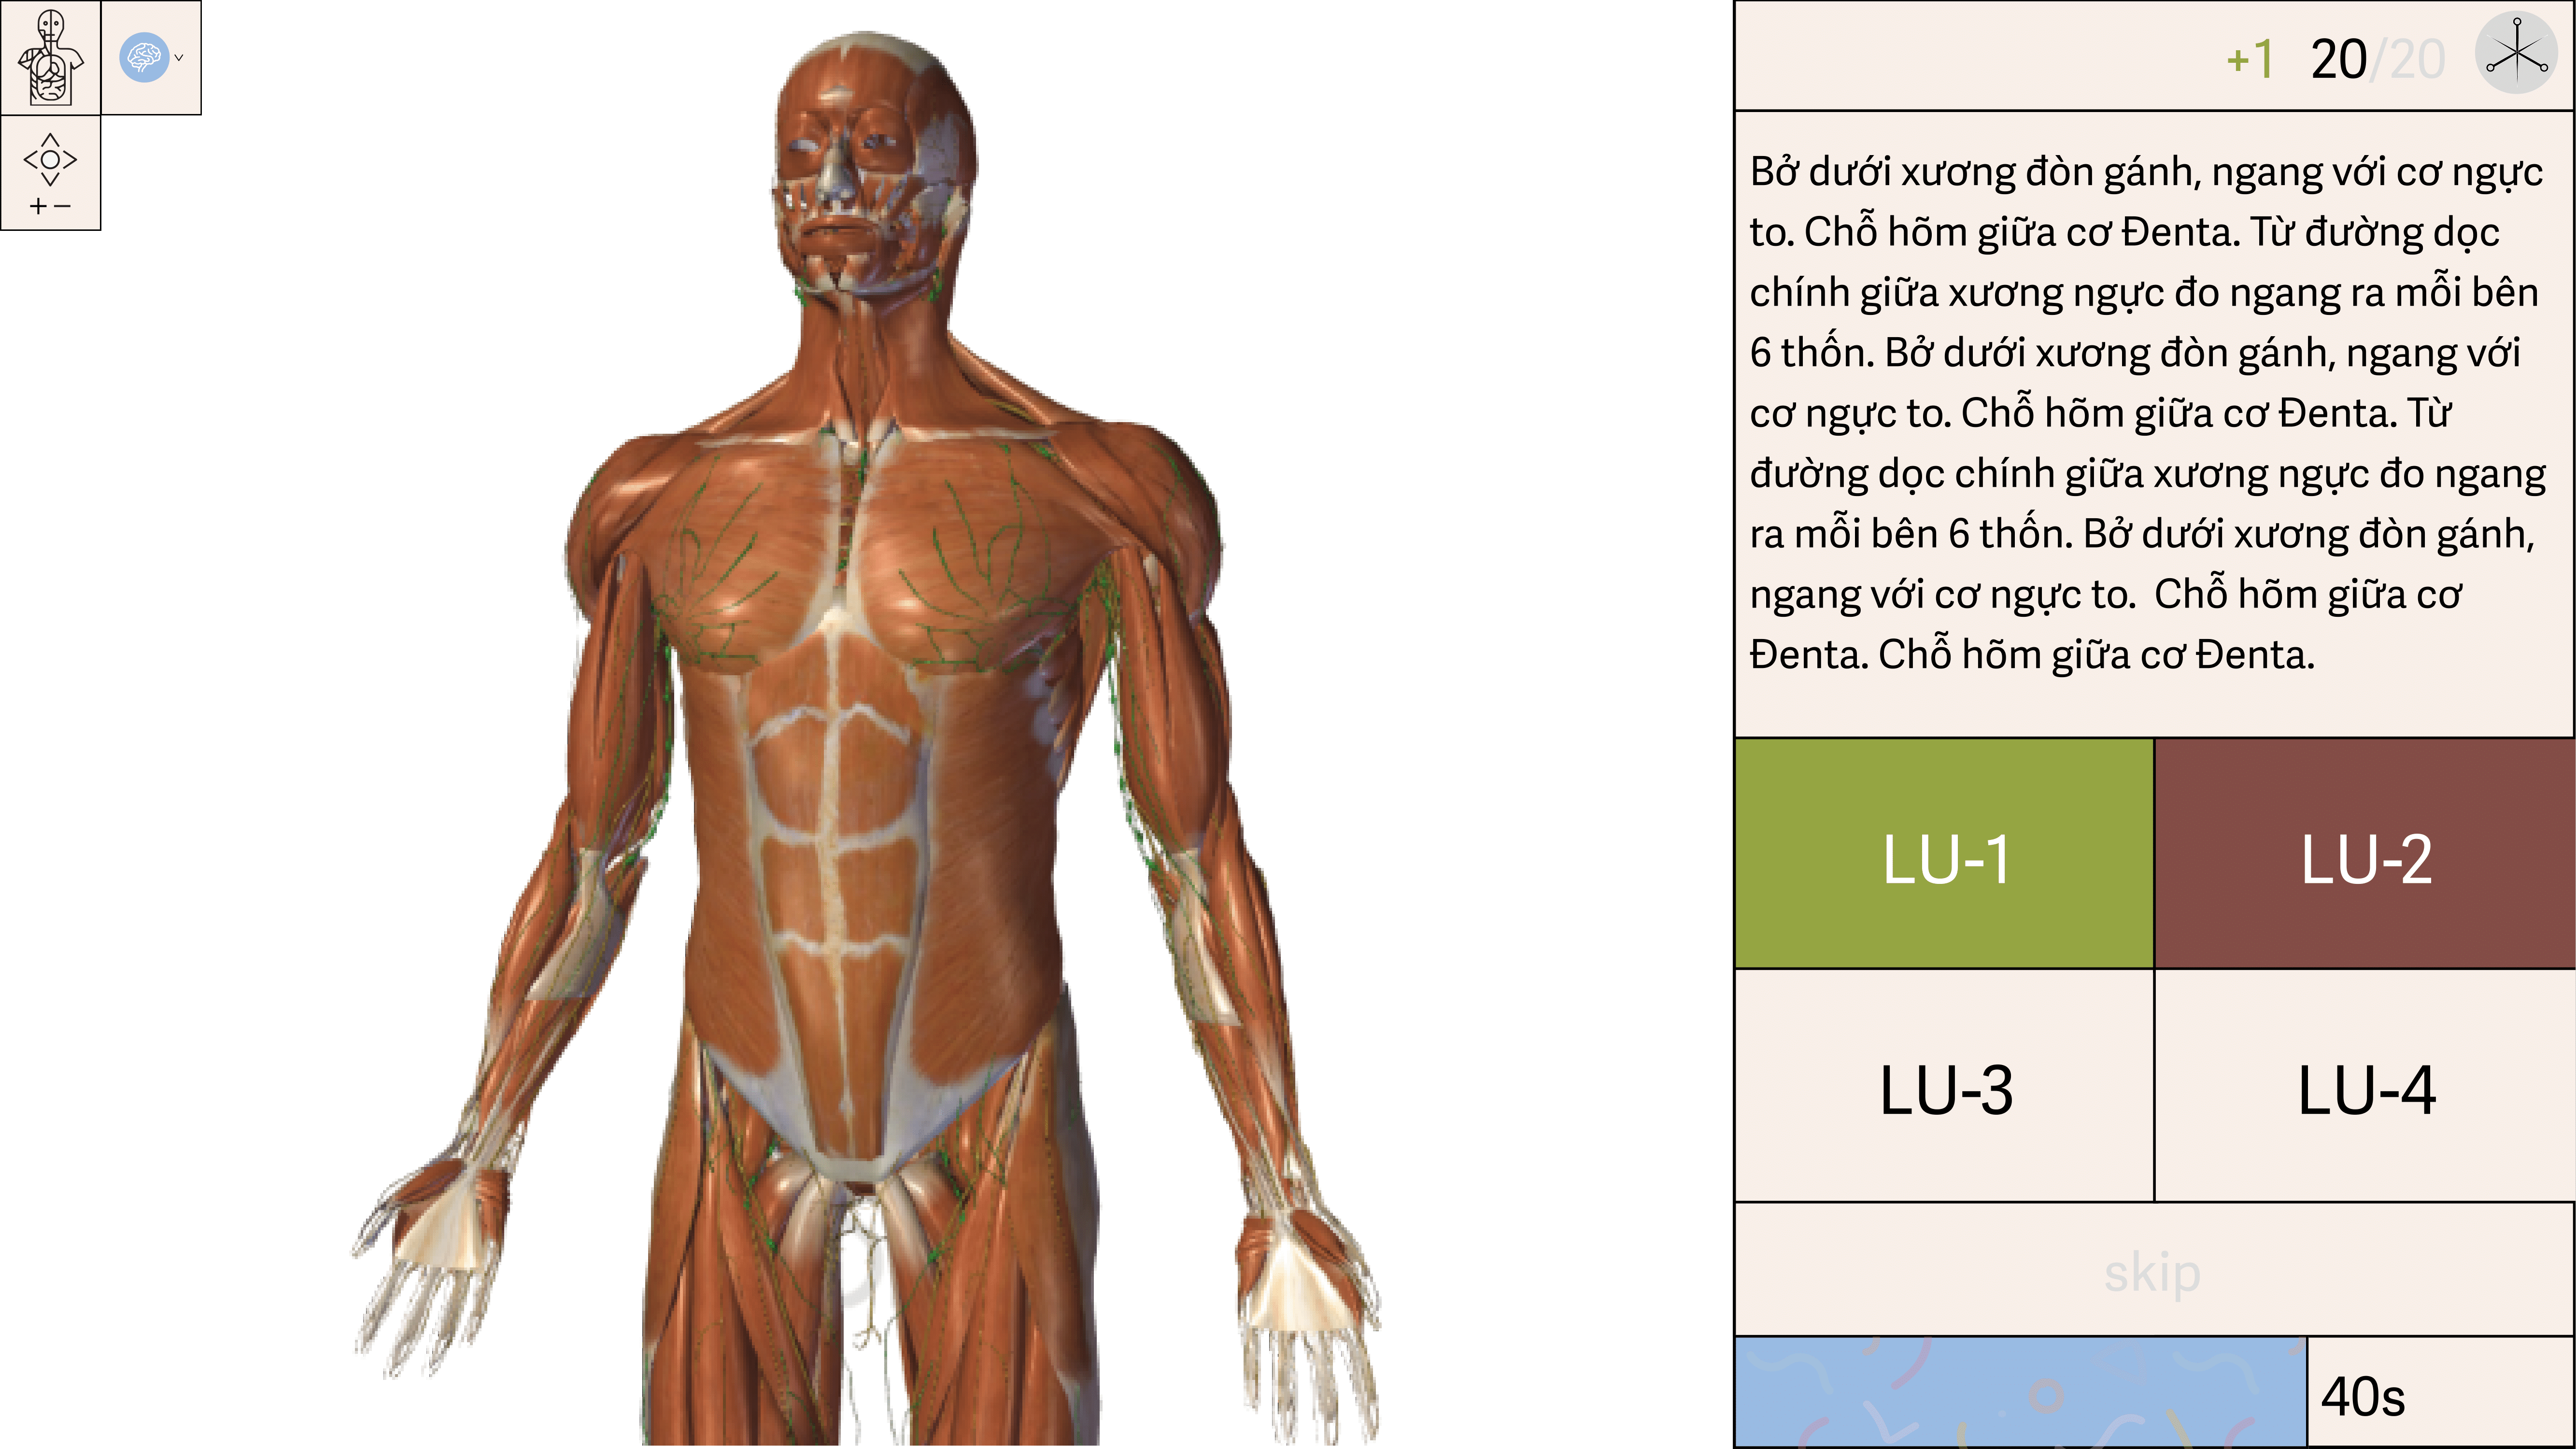 +1 20/20
Bở dưới xương đòn gánh, ngang với cơ ngực
to. Chỗ hõm giữa cơ Đenta. Từ đường dọc
chính giữa xương ngực đo ngang ra mỗi bên
6 thốn. Bở dưới xương đòn gánh, ngang với
cơ ngực to. Chỗ hõm giữa cơ Đenta. Từ
đường dọc chính giữa xương ngực đo ngang
ra mỗi bên 6 thốn. Bở dưới xương đòn gánh,
ngang với cơ ngực to. Chỗ hõm giữa cơ
Đenta. Chỗ hõm giữa cơ Đenta.
LU-1
LU-2
LU-3
LU-4
skip
40s